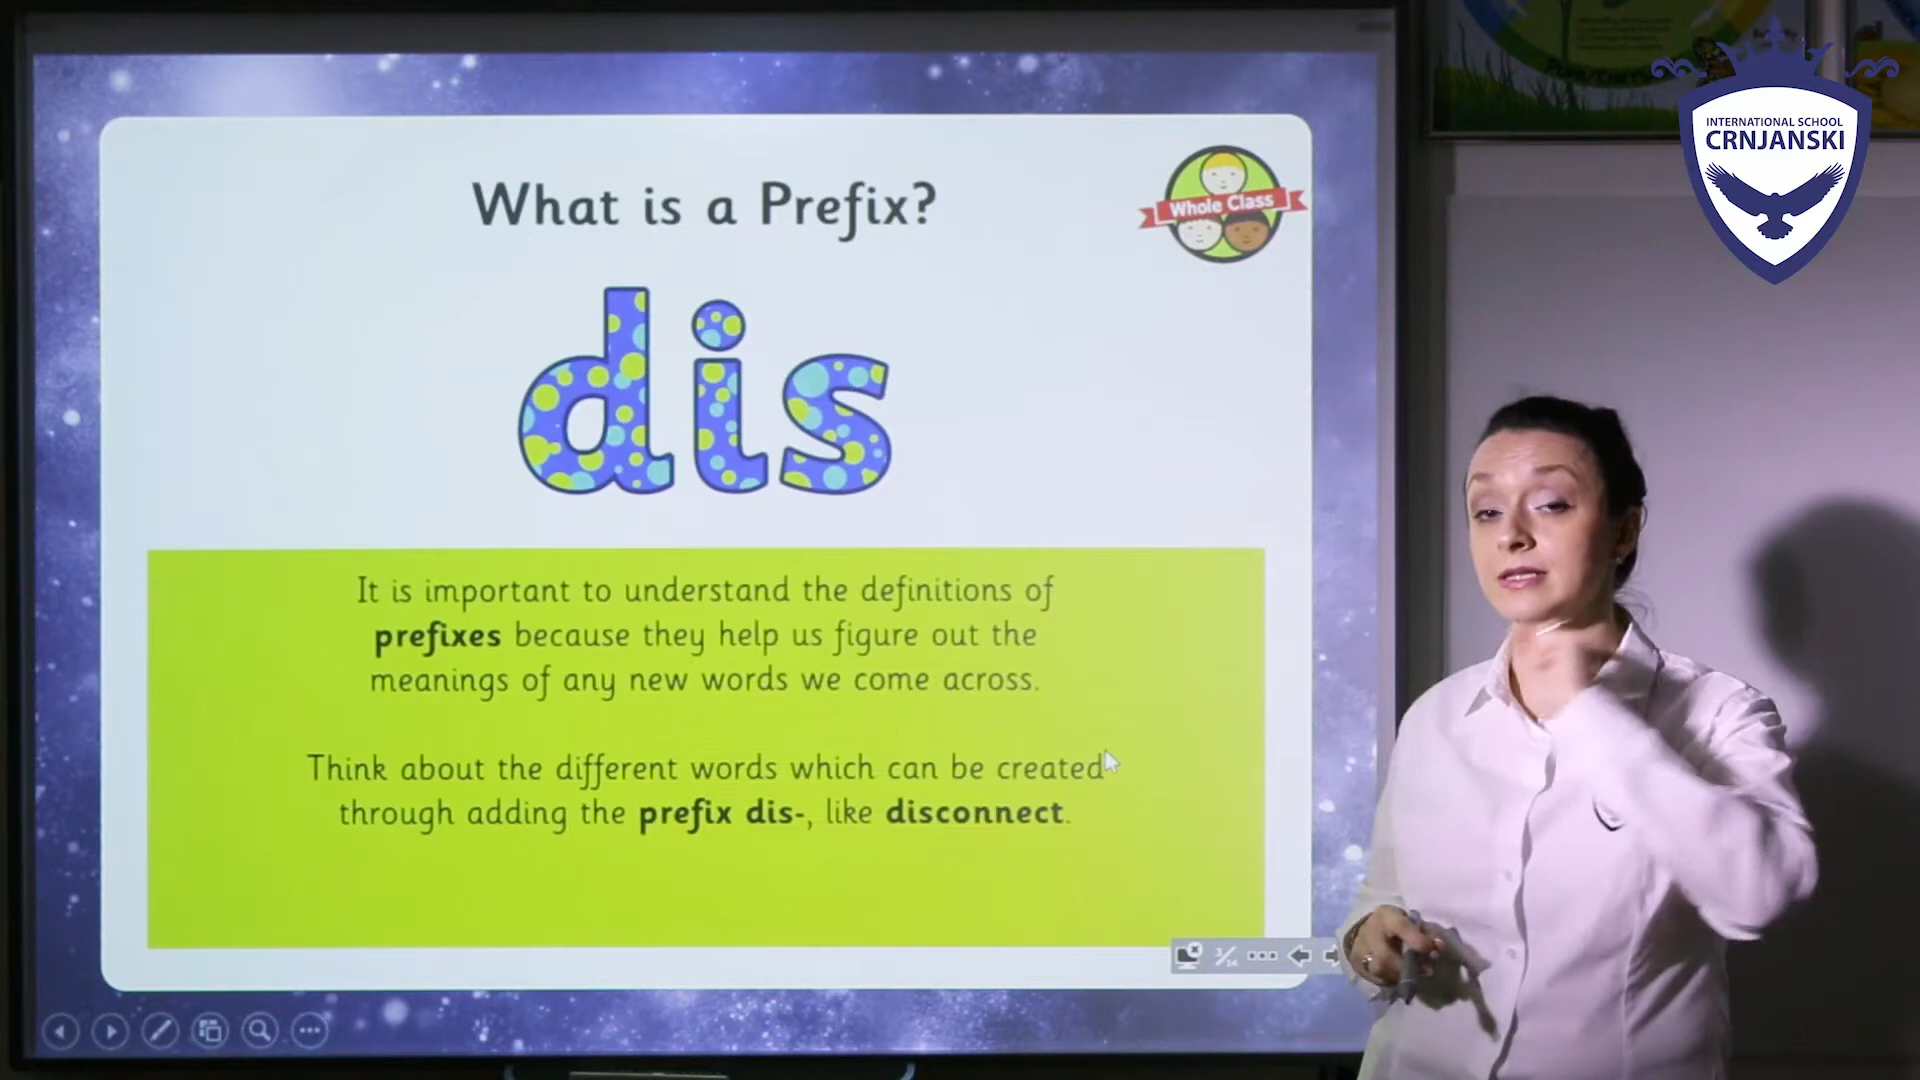 What is a Prefix?
Whole Class
dis
It is important to understand the definitions of
prefixes because they help us figure out the
meanings of any new words we come across.
Think about the different words which can be created
through adding the prefix dis-, like disconnect.
3/14
INTERNATIONAL SCHOOL
CRNJANSKI